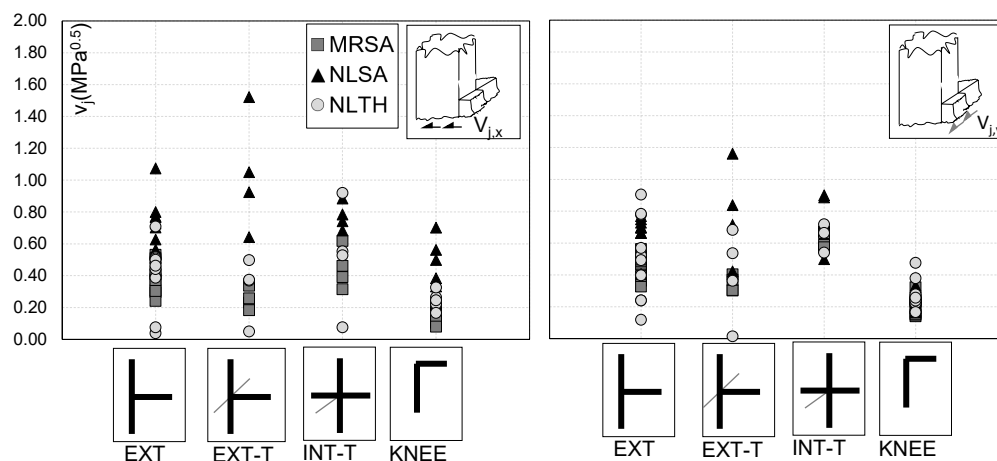 2.00
1.80
1.60
1.40
1.20
1.00
0.80
0.60
0.40
0.20
0.00
vj(MPa0.5)
MRSA
NLSA
NLTH
Vj,x
EXT
EXT-T
INT-T
KNEE
EXT
EXT-T
INT-T
KNEE